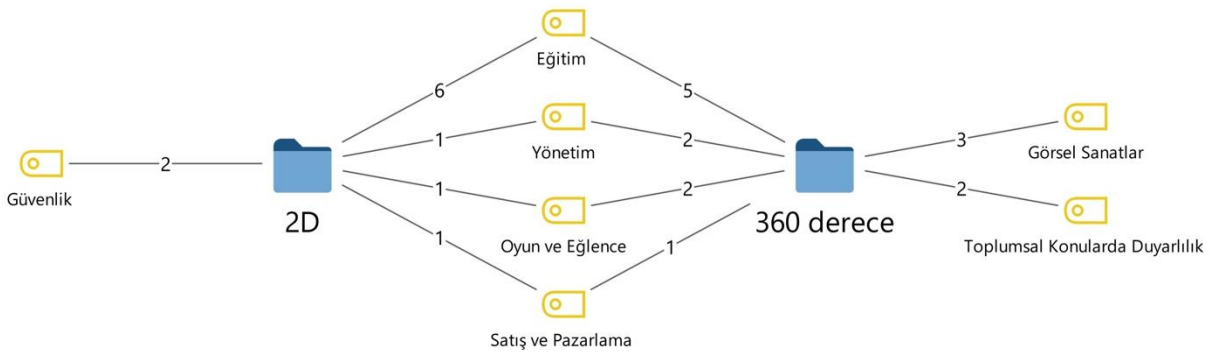 Eğitim
6
5
1
Yönetim
2
3
Görsel Sanatlar
2
Güvenlik
2D
1
Oyun ve Eğlence
2
360 derece
2
Toplumsal Konularda Duyarlılık
1
1
Satış ve Pazarlama